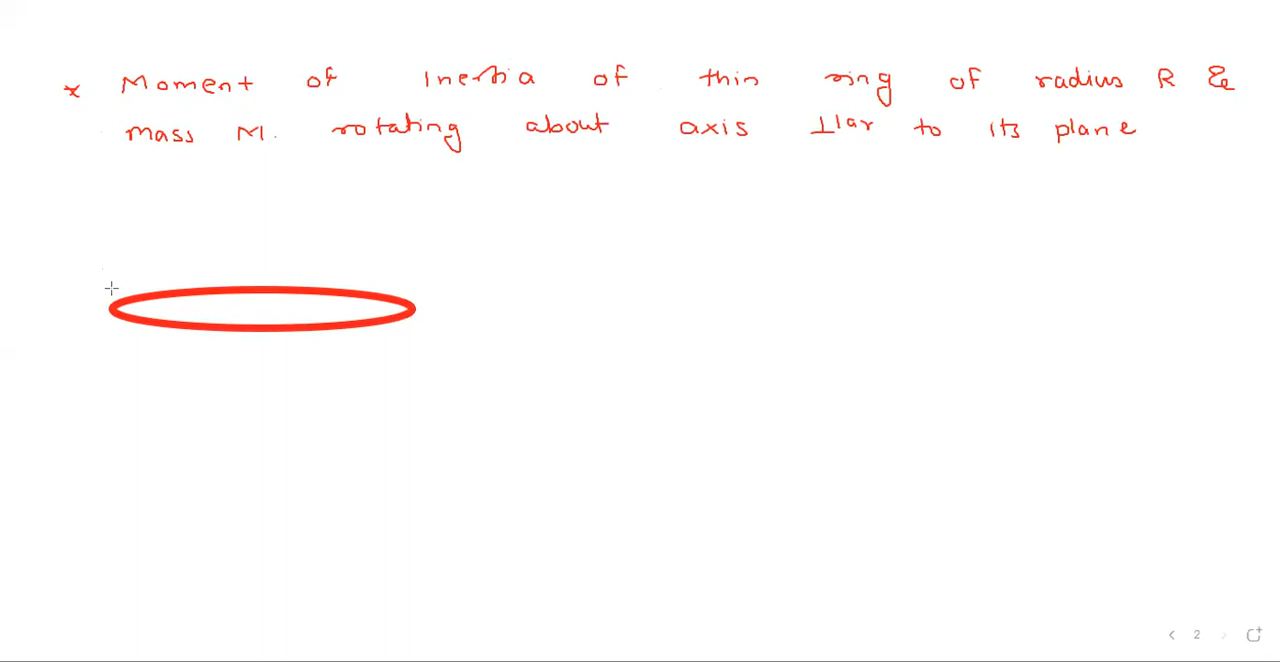 * Moment of Inertia of thin ring of radius R &
mass M. rotating about axis ⊥lar to its plane
2